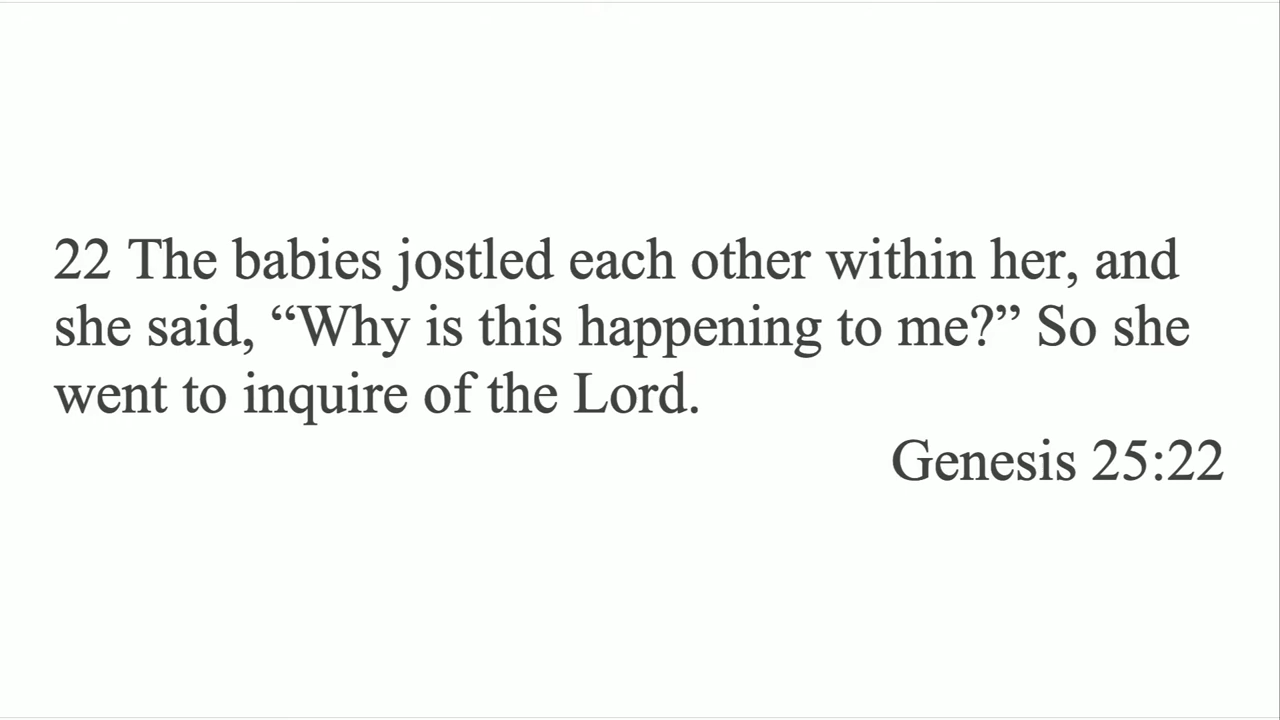 22 The babies jostled each other within her, and
she said, “Why is this happening to me?” So she
went to inquire of the Lord.
Genesis 25:22